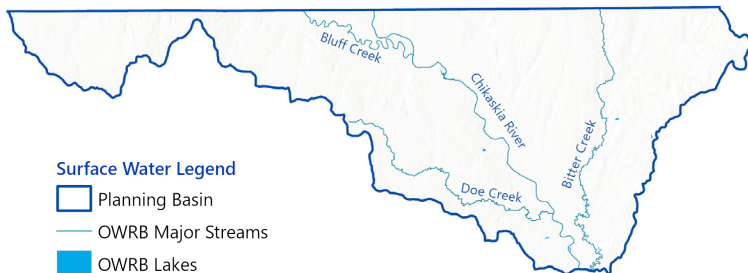 Bluff Creek
Chikaskia River
Bitter Creek
Doe Creek
Surface Water Legend
Planning Basin
OWRB Major Streams
OWRB Lakes